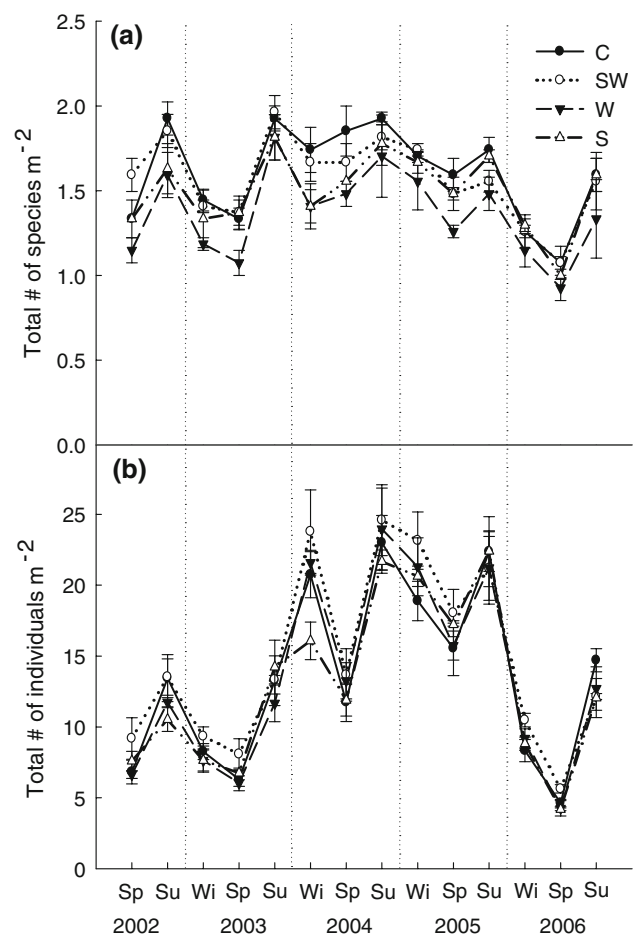 (a)
Total # of species m⁻²
2.5
2.0
1.5
1.0
0.5
0.0
C
SW
W
S
(b)
Total # of individuals m⁻²
25
20
15
10
5
0
Sp Su Wi Sp Su Wi Sp Su Wi Sp Su Wi Sp Su
2002 2003 2004 2005 2006